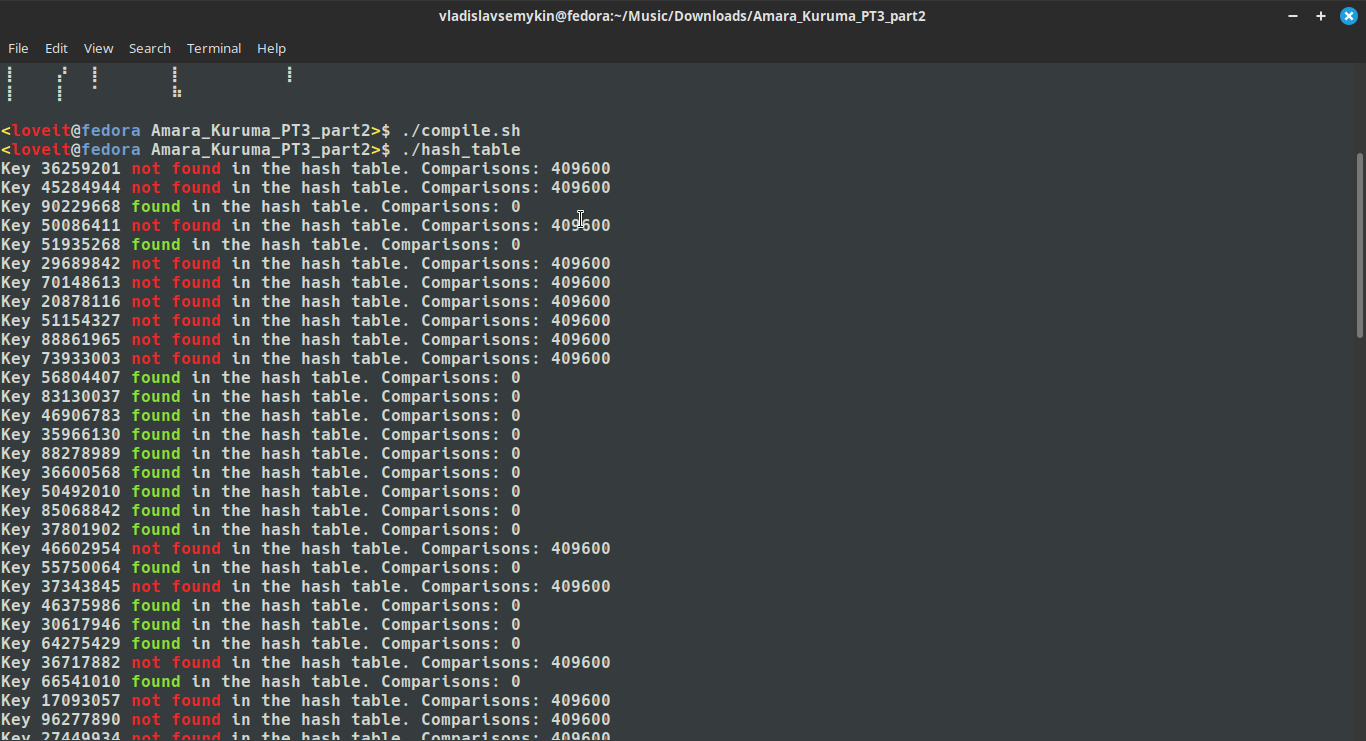 vladislavsemykin@fedora:~/Music/Downloads/Amara_Kuruma_PT3_part2
File Edit View Search Terminal Help
<loveit@fedora Amara_Kuruma_PT3_part2>$ ./compile.sh
<loveit@fedora Amara_Kuruma_PT3_part2>$ ./hash_table
Key 36259201 not found in the hash table. Comparisons: 409600
Key 45284944 not found in the hash table. Comparisons: 409600
Key 90229668 found in the hash table. Comparisons: 0
Key 50086411 not found in the hash table. Comparisons: 409600
Key 51935268 found in the hash table. Comparisons: 0
Key 29689842 not found in the hash table. Comparisons: 409600
Key 70148613 not found in the hash table. Comparisons: 409600
Key 20878116 not found in the hash table. Comparisons: 409600
Key 51154327 not found in the hash table. Comparisons: 409600
Key 88861965 not found in the hash table. Comparisons: 409600
Key 73933003 not found in the hash table. Comparisons: 409600
Key 56804407 found in the hash table. Comparisons: 0
Key 83130037 found in the hash table. Comparisons: 0
Key 46906783 found in the hash table. Comparisons: 0
Key 35966130 found in the hash table. Comparisons: 0
Key 88278989 found in the hash table. Comparisons: 0
Key 36600568 found in the hash table. Comparisons: 0
Key 50492010 found in the hash table. Comparisons: 0
Key 85068842 found in the hash table. Comparisons: 0
Key 37801902 found in the hash table. Comparisons: 0
Key 46602954 not found in the hash table. Comparisons: 409600
Key 55750064 found in the hash table. Comparisons: 0
Key 37343845 not found in the hash table. Comparisons: 409600
Key 46375986 found in the hash table. Comparisons: 0
Key 30617946 found in the hash table. Comparisons: 0
Key 64275429 found in the hash table. Comparisons: 0
Key 36717882 not found in the hash table. Comparisons: 409600
Key 66541010 found in the hash table. Comparisons: 0
Key 17093057 not found in the hash table. Comparisons: 409600
Key 96277890 not found in the hash table. Comparisons: 409600
Key 27449934 not found in the hash table. Comparisons: 409600